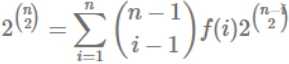 2^{\binom{n}{2}} = \sum_{i=1}^{n} \binom{n-1}{i-1} f(i) 2^{\binom{n-i}{2}}